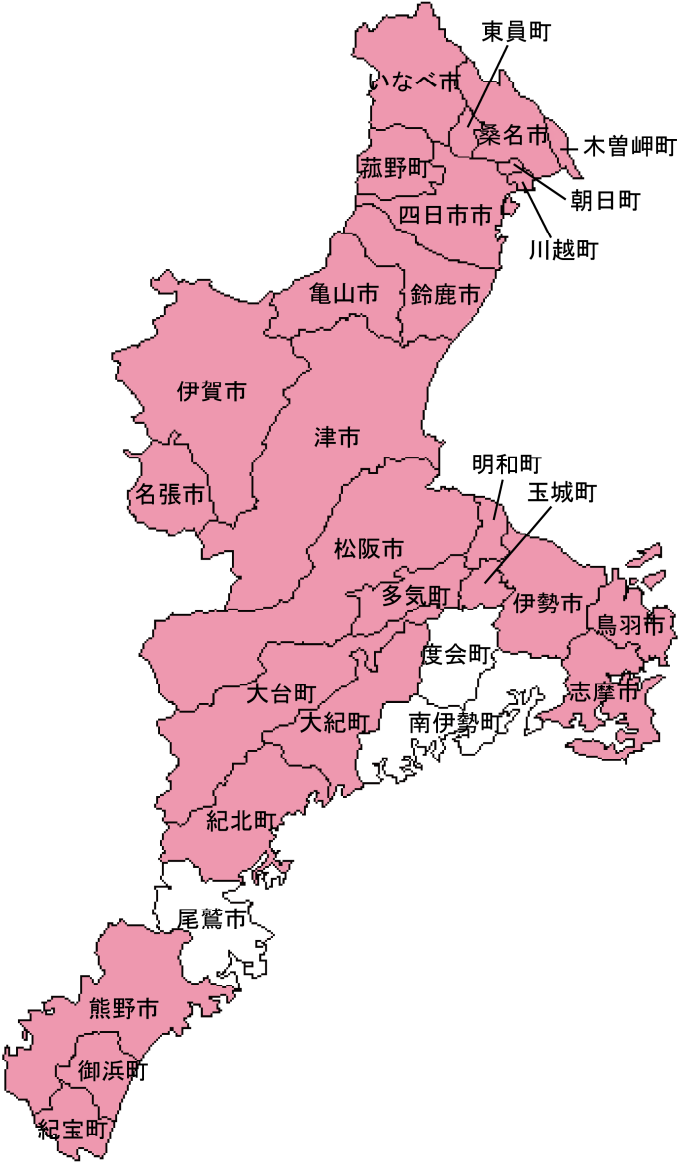 東員町
いなべ市
桑名市
木曽岬町
菰野町
朝日町
四日市市
川越町
亀山市
鈴鹿市
伊賀市
津市
明和町
名張市
玉城町
松阪市
多気町
伊勢市
鳥羽市
度会町
大台町
志摩市
大紀町
南伊勢町
紀北町
尾鷲市
熊野市
御浜町
紀宝町